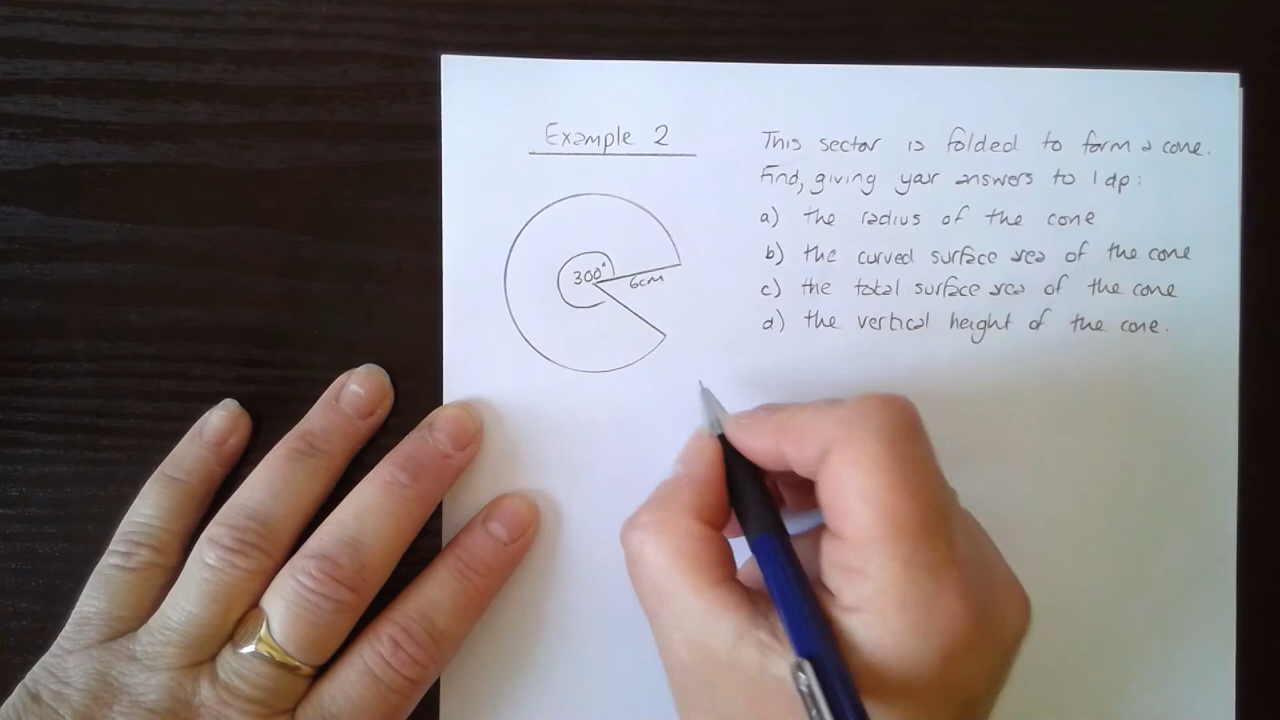 Example 2
300°
6cm
This sector is folded to form a cone.
Find, giving your answers to 1dp:
a) the radius of the cone
b) the curved surface area of the cone
c) the total surface area of the cone
d) the vertical height of the cone.